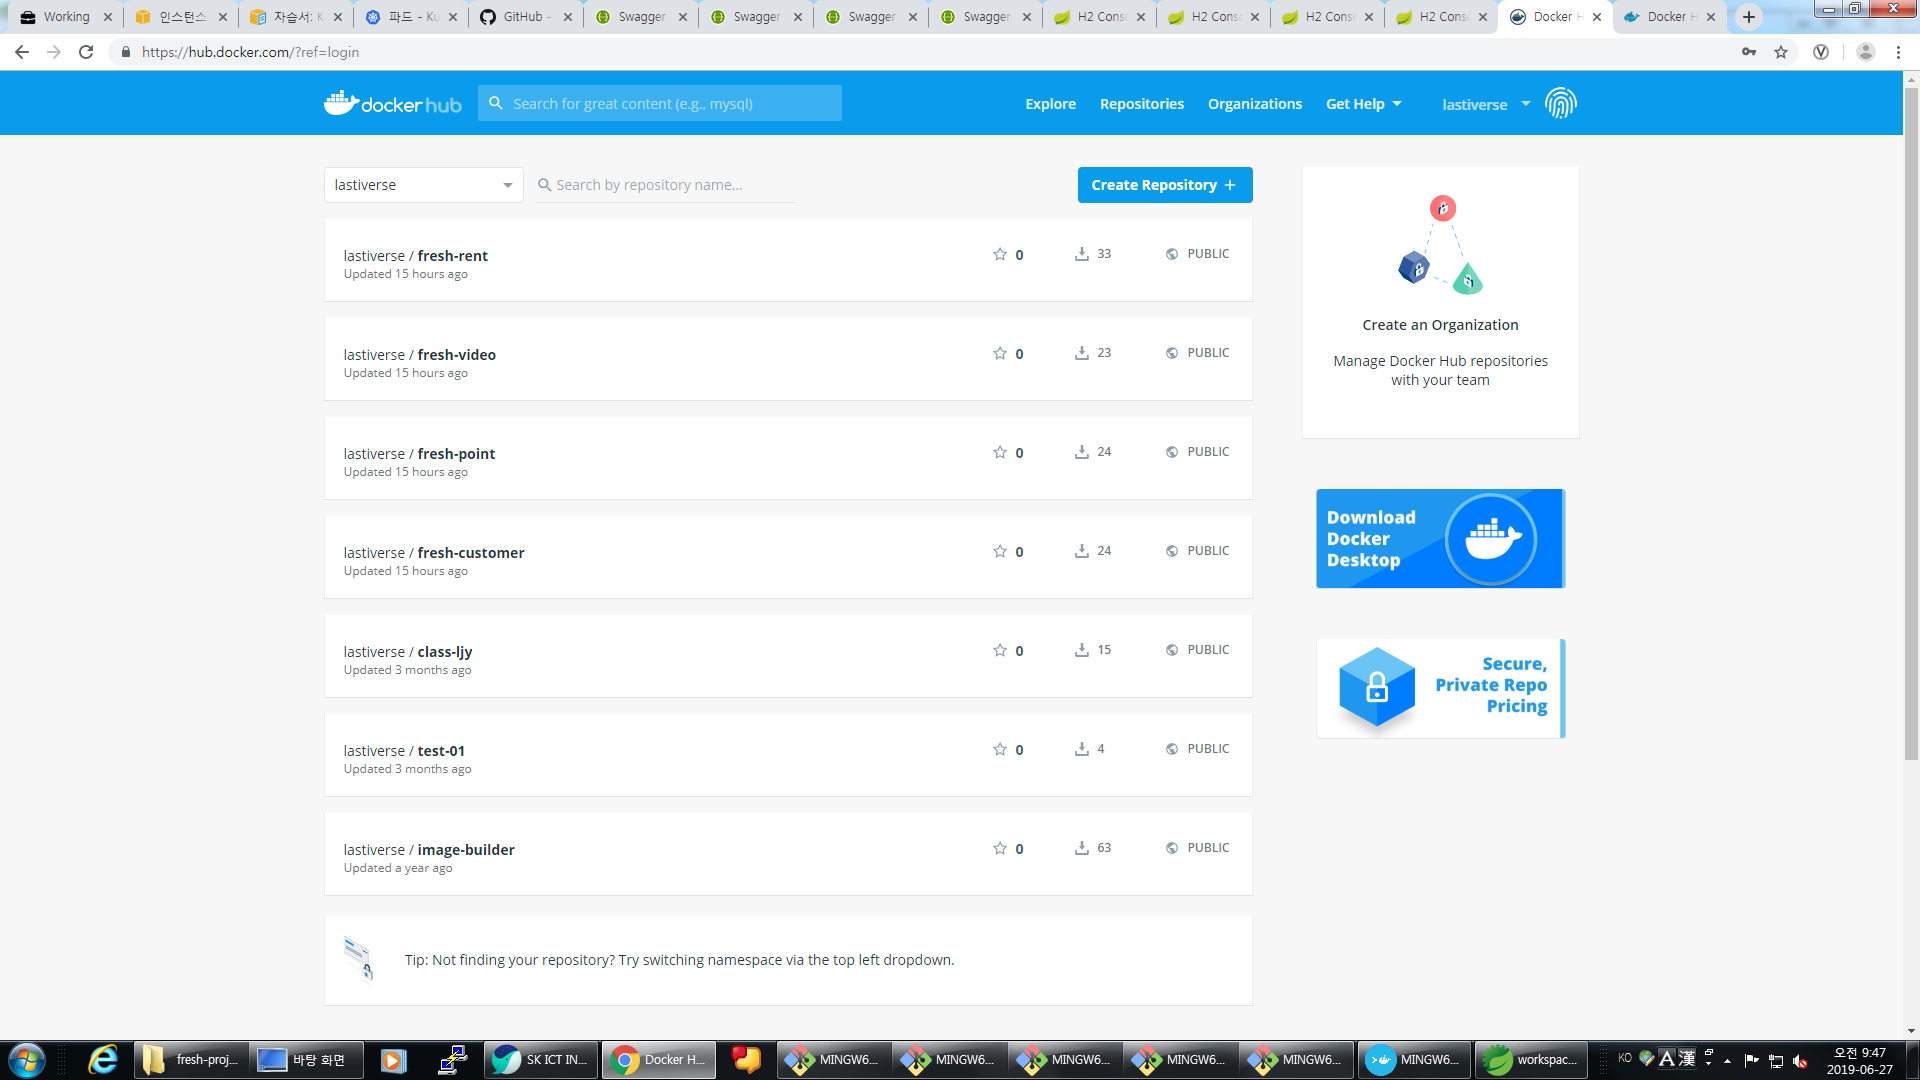 Working
인스턴스
자습서: K
파드 - Ku
GitHub -
Swagger
Swagger
Swagger
Swagger
H2 Conso
H2 Conso
H2 Conso
H2 Conso
Docker H
Docker H
https://hub.docker.com/?ref=login
docker hub
Search for great content (e.g., mysql)
Explore
Repositories
Organizations
Get Help
lastiverse
lastiverse
Search by repository name...
Create Repository +
lastiverse / fresh-rent
Updated 15 hours ago
0
33
PUBLIC
lastiverse / fresh-video
Updated 15 hours ago
0
23
PUBLIC
lastiverse / fresh-point
Updated 15 hours ago
0
24
PUBLIC
lastiverse / fresh-customer
Updated 15 hours ago
0
24
PUBLIC
lastiverse / class-ljy
Updated 3 months ago
0
15
PUBLIC
lastiverse / test-01
Updated 3 months ago
0
4
PUBLIC
lastiverse / image-builder
Updated a year ago
0
63
PUBLIC
Tip: Not finding your repository? Try switching namespace via the top left dropdown.
Create an Organization
Manage Docker Hub repositories
with your team
Download
Docker
Desktop
Secure,
Private Repo
Pricing
fresh-proj...
바탕 화면
SK ICT IN...
Docker H...
MINGW6...
MINGW6...
MINGW6...
MINGW6...
MINGW6...
MINGW6...
workspac...
KO
A漢
오전 9:47
2019-06-27